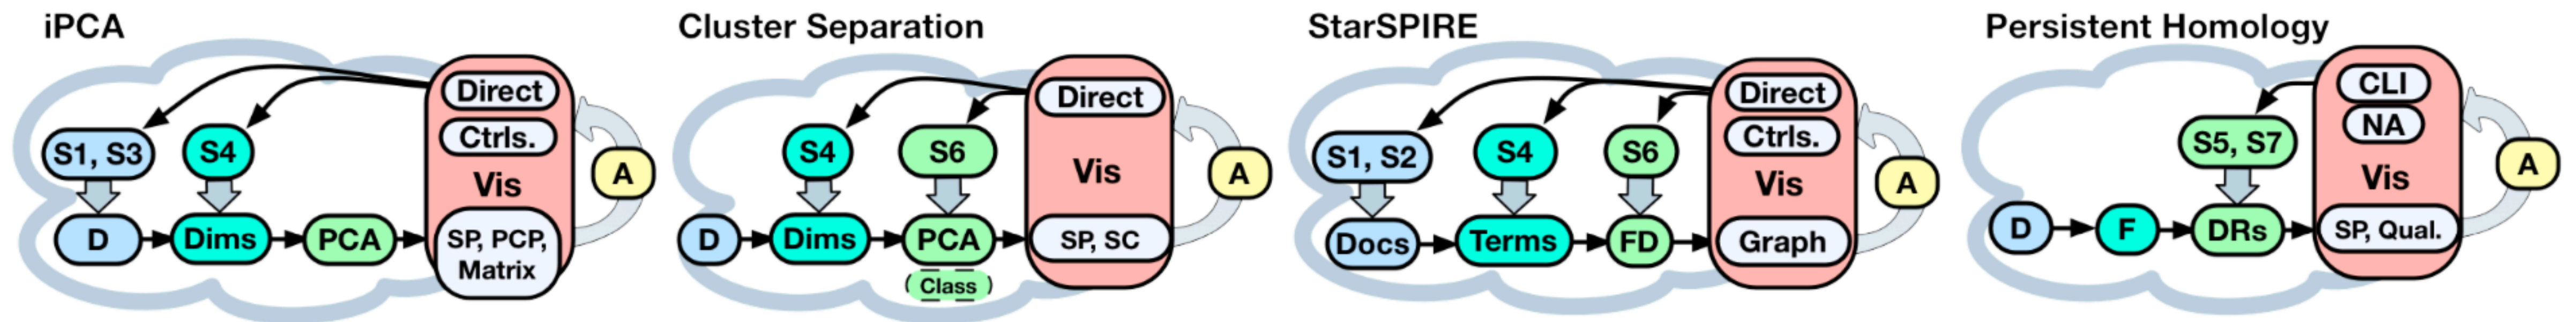 iPCA
S1, S3
S4
Direct
Ctrls.
Vis
A
D
Dims
PCA
SP, PCP,
Matrix
Cluster Separation
S4
S6
Direct
Vis
A
D
Dims
PCA
SP, SC
(Class)
StarSPIRE
S1, S2
S4
S6
Direct
Ctrls.
Vis
A
Docs
Terms
FD
Graph
Persistent Homology
CLI
NA
S5, S7
Vis
A
D
F
DRs
SP, Qual.